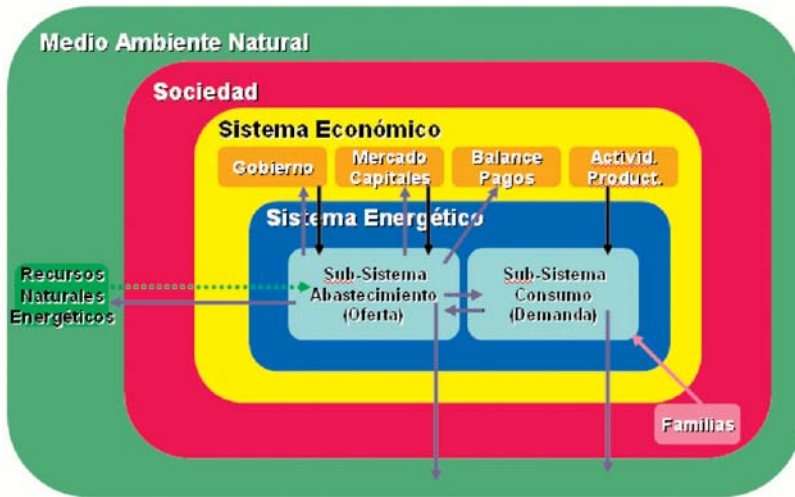 Medio Ambiente Natural
Sociedad
Sistema Económico
Gobierno
Mercado
Capitales
Balance
Pagos
Activid.
Product.
Sistema Energético
Recursos
Naturales
Energéticos
Sub-Sistema
Abastecimiento
(Oferta)
Sub-Sistema
Consumo
(Demanda)
Familias